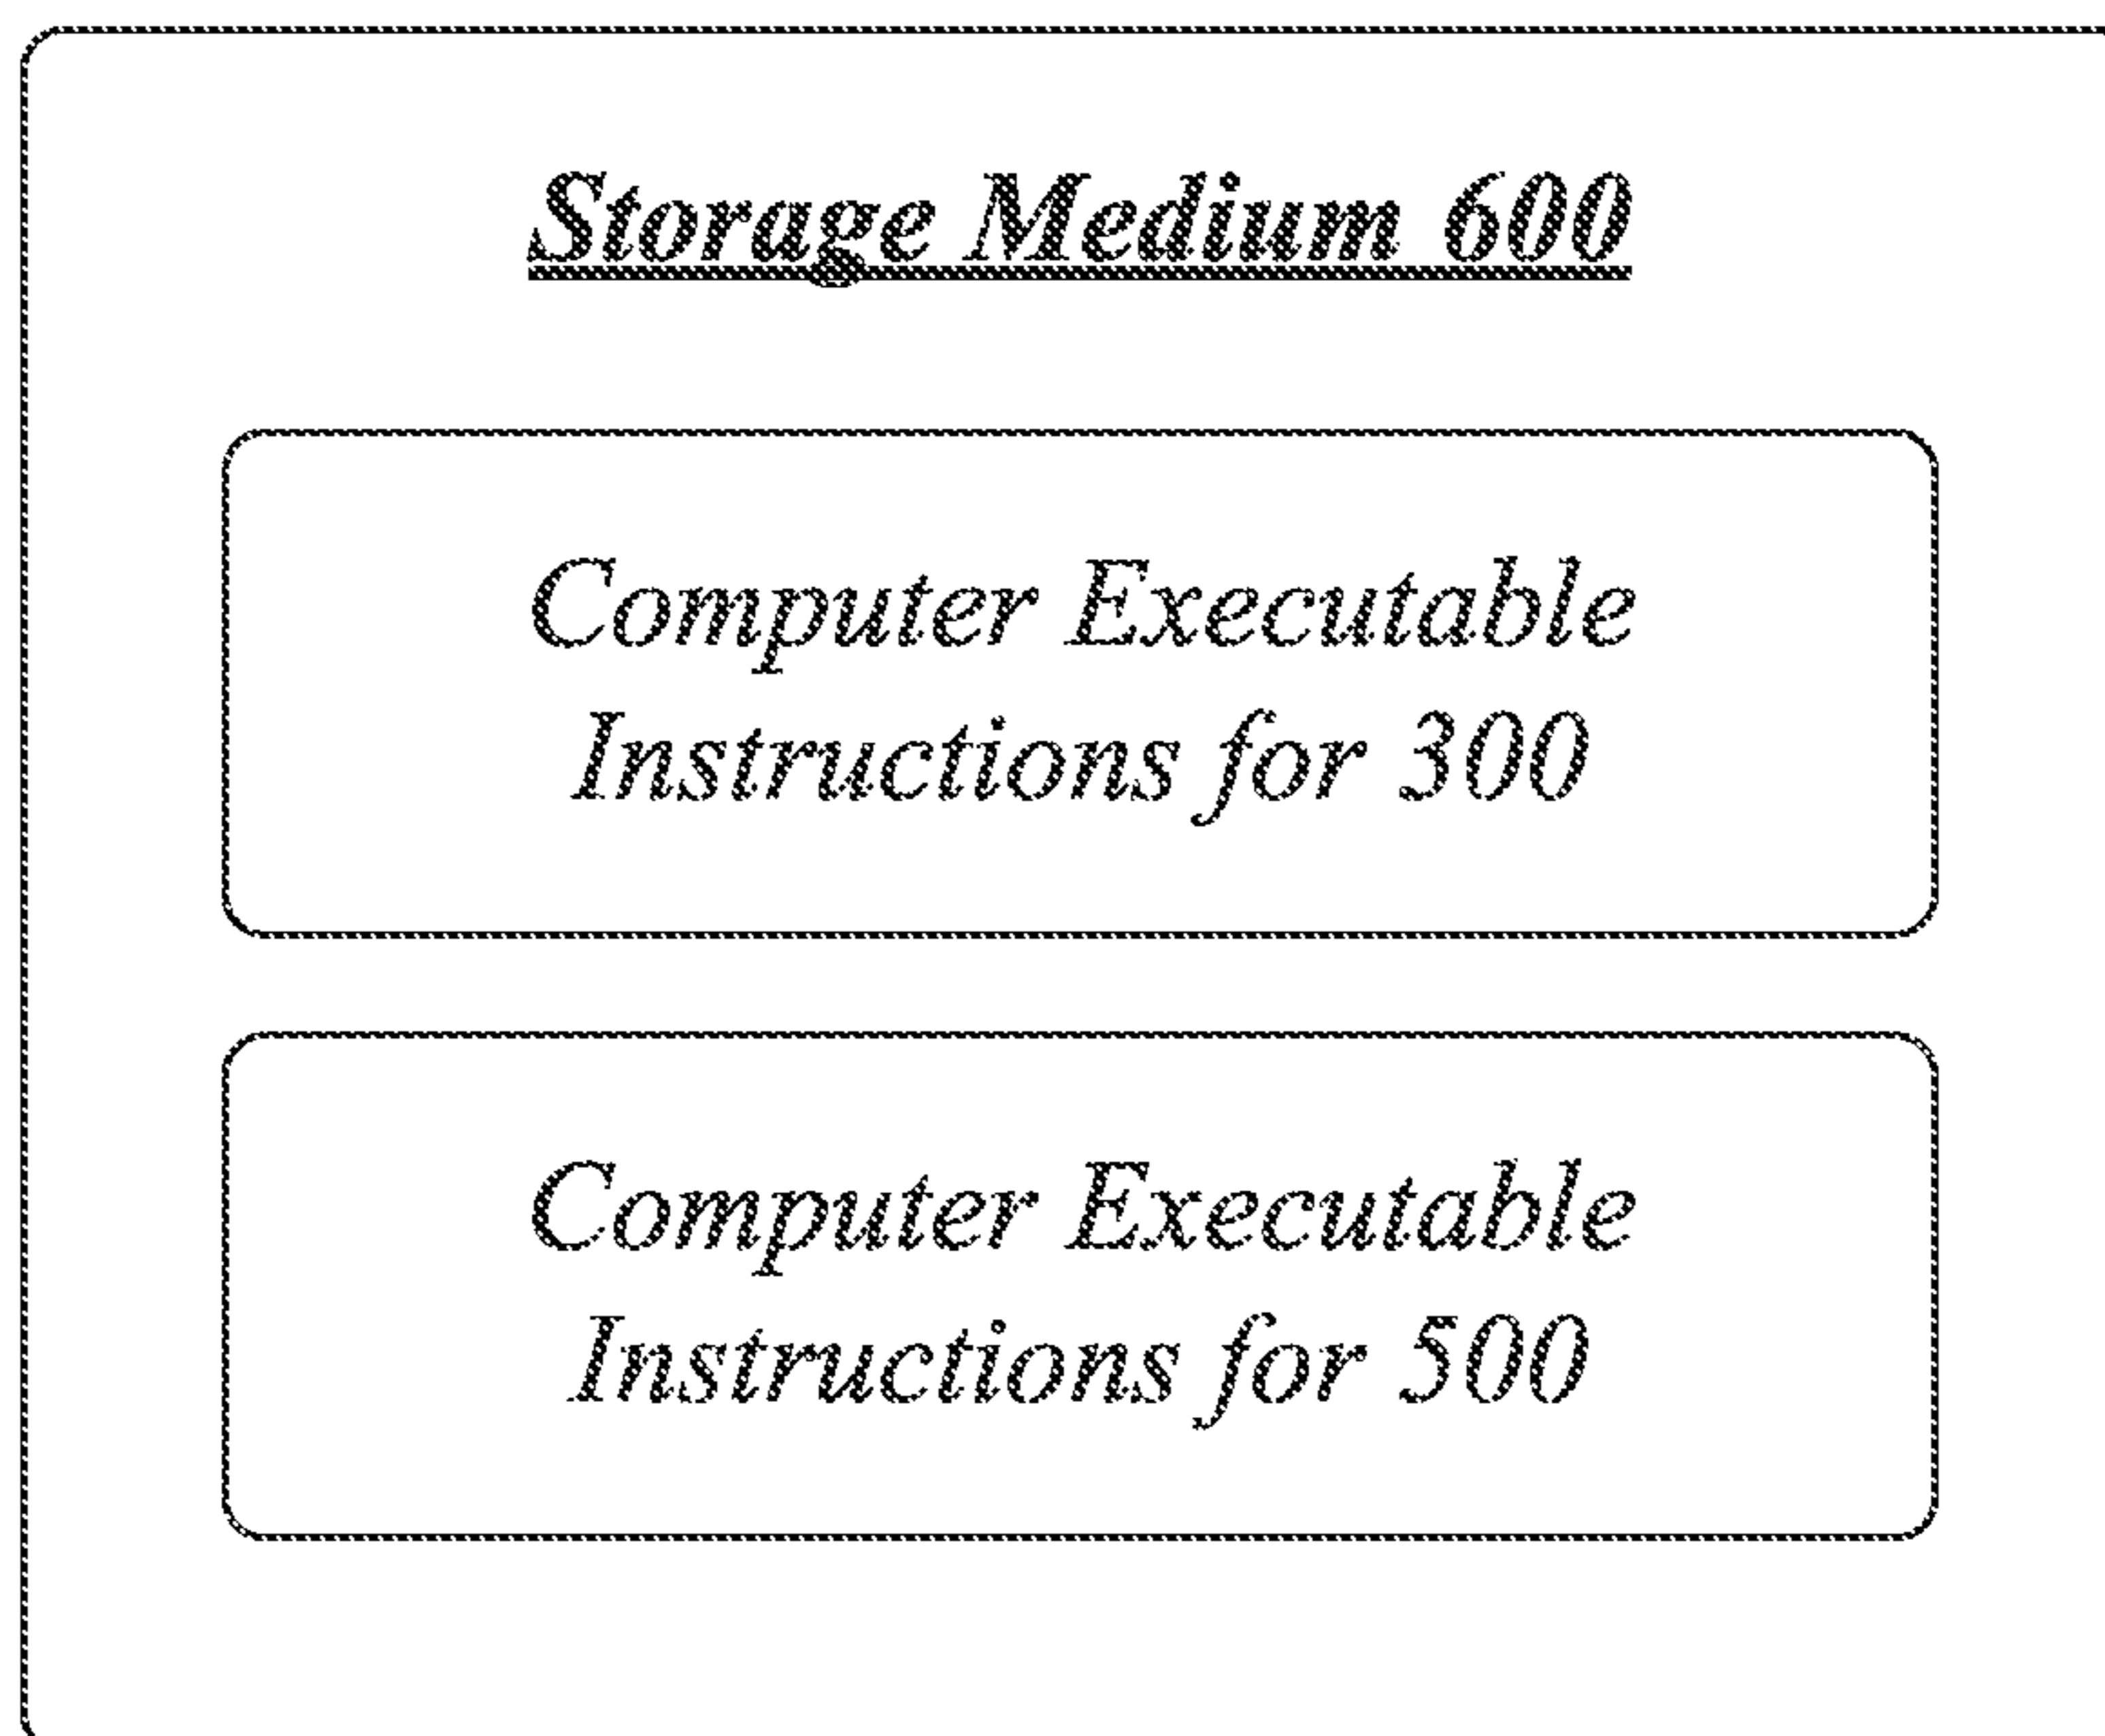 Storage Medium 600
Computer Executable
Instructions for 300
Computer Executable
Instructions for 500